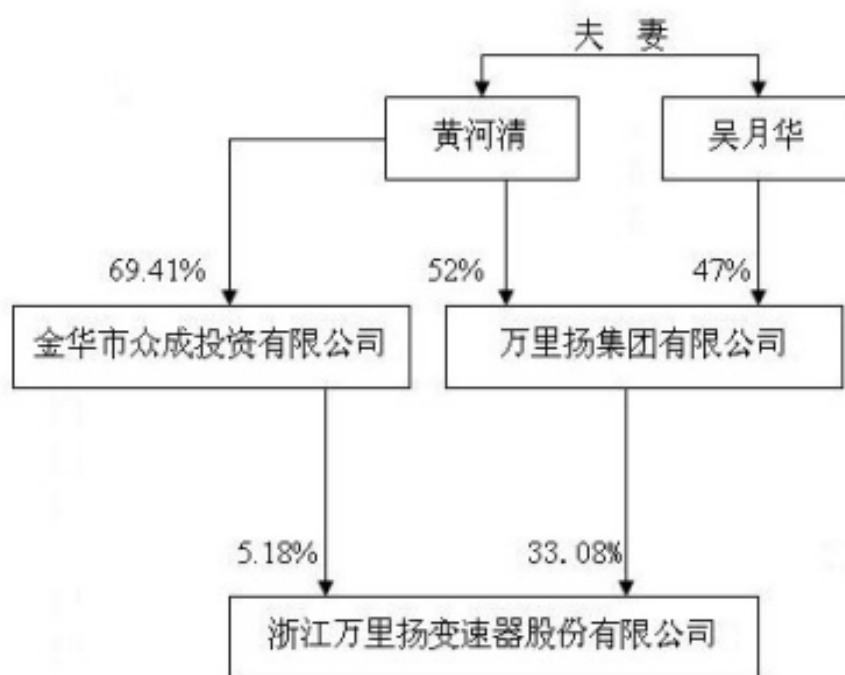 夫 妻
黄河清
吴月华
69.41%
52%
47%
金华市众成投资有限公司
万里扬集团有限公司
5.18%
33.08%
浙江万里扬变速器股份有限公司